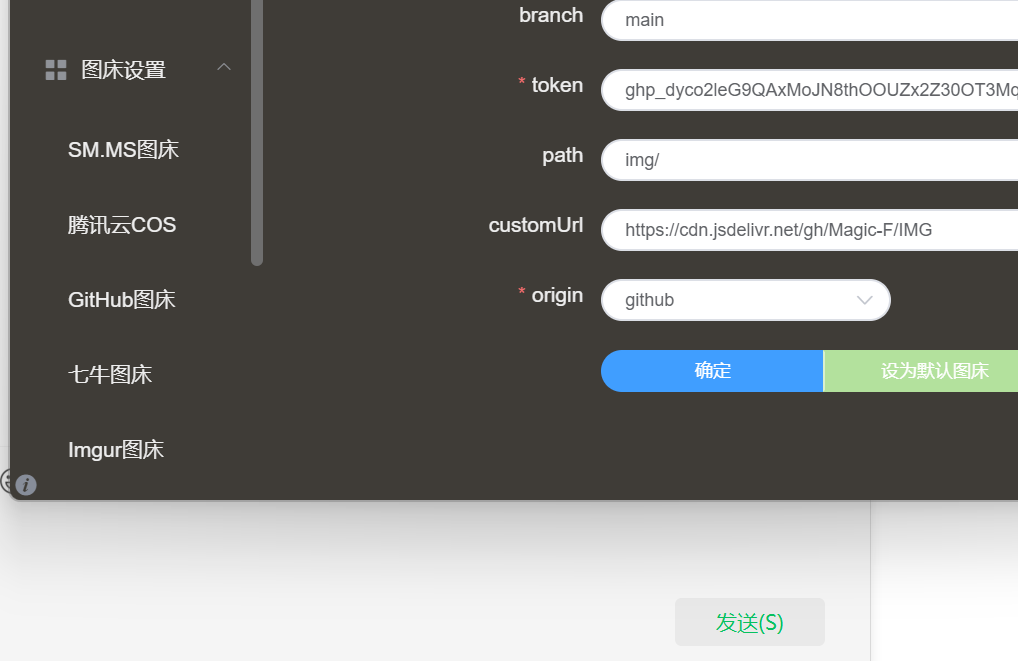 branch
main
图床设置
* token
ghp_dyco2leG9QAxMoJN8thOOUZx2Z30OT3Mq
SM.MS图床
path
img/
腾讯云COS
customUrl
https://cdn.jsdelivr.net/gh/Magic-F/IMG
GitHub图床
* origin
github
七牛图床
确定
设为默认图床
Imgur图床
发送(S)